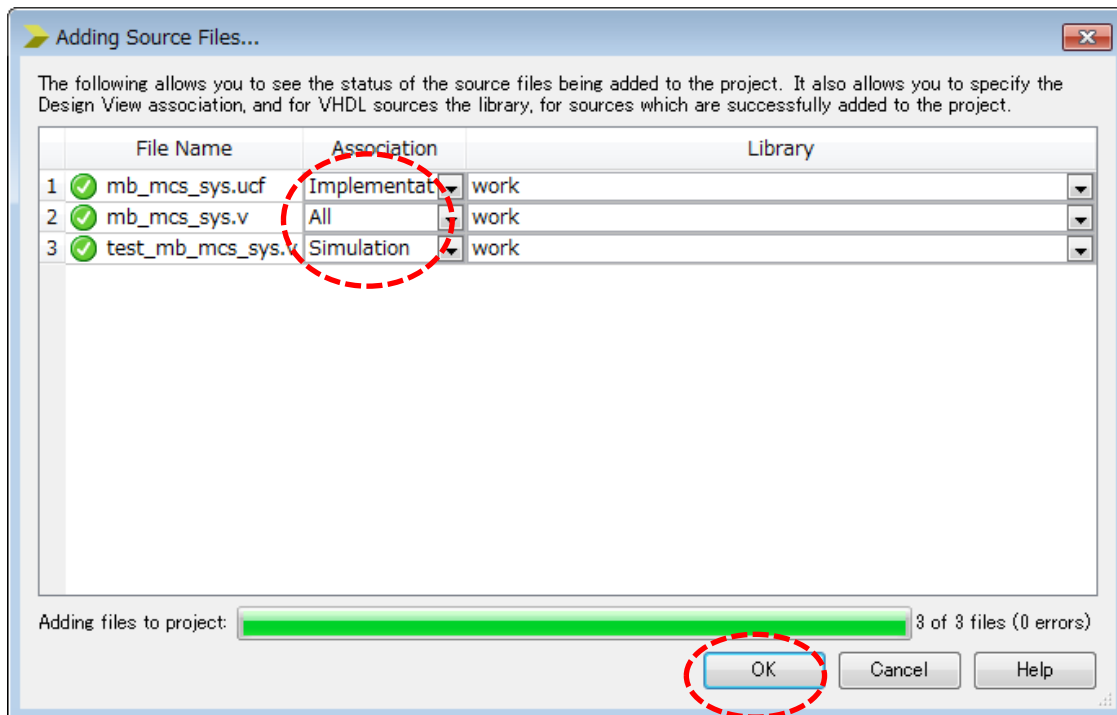 Adding Source Files...
The following allows you to see the status of the source files being added to the project. It also allows you to specify the
Design View association, and for VHDL sources the library, for sources which are successfully added to the project.
File Name Association Library
1 mb_mcs_sys.ucf Implementat work
2 mb_mcs_sys.v All work
3 test_mb_mcs_sys.v Simulation work
Adding files to project: 3 of 3 files (0 errors)
OK Cancel Help